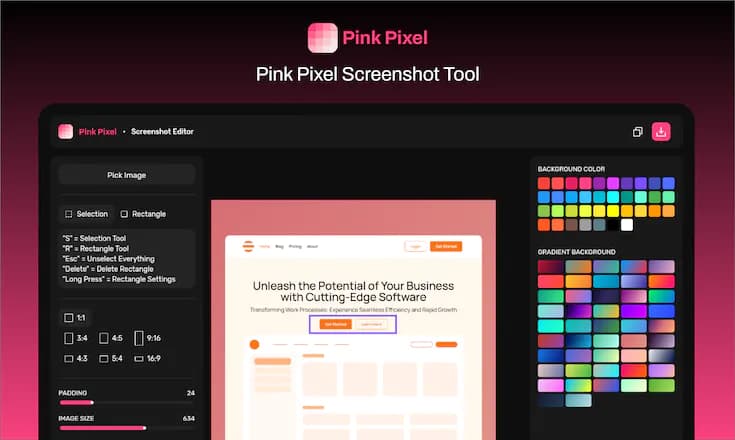 Pink Pixel
Pink Pixel Screenshot Tool
Pink Pixel • Screenshot Editor
Pick Image
Selection Rectangle
"S" = Selection Tool
"R" = Rectangle Tool
"Esc" = Unselect Everything
"Delete" = Delete Rectangle
"Long Press" = Rectangle Settings
1:1
3:4 4:5 9:16
4:3 5:4 16:9
PADDING 24
IMAGE SIZE 634
Home Blog Pricing About Login Get Started
Unleash the Potential of Your Business
with Cutting-Edge Software
Transforming Work Processes: Experience Seamless Efficiency and Rapid Growth
Get Started Learn more
BACKGROUND COLOR
GRADIENT BACKGROUND